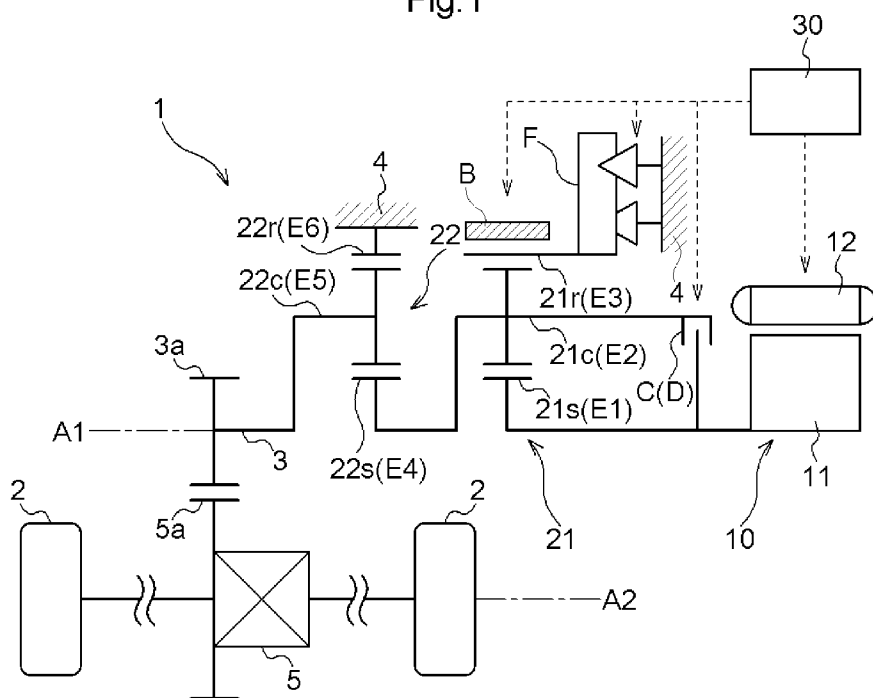 Fig.1
30
1
F
4
B
22r(E6)
22
12
22c(E5)
21r(E3)
4
3a
21c(E2)
C(D)
21s(E1)
A1
3
22s(E4)
11
2
5a
2
21
10
A2
5